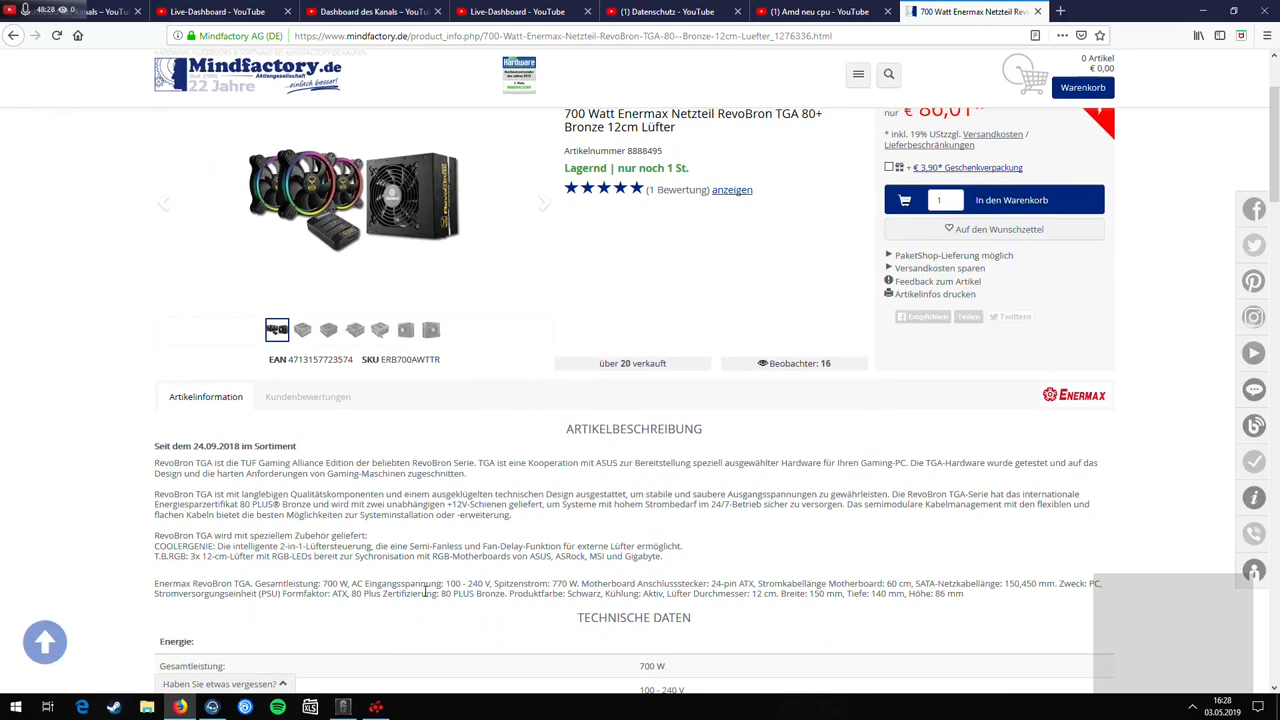 48:28 0
anals – YouTube
Live-Dashboard - YouTube
Dashboard des Kanals – YouTube
Live-Dashboard - YouTube
(1) Datenschutz - YouTube
(1) Amd new cpu - YouTube
700 Watt Enermax Netzteil Rev
Mindfactory AG (DE)
https://www.mindfactory.de/product_info.php/700-Watt-Enermax-Netzteil-RevoBron-TGA-80--Bronze-12cm-Luefter_1276336.html
Mindfactory.de
Aktiengesellschaft
Seit 1996
22 Jahre
...einfach besser!
Hardware
0 Artikel
€ 0,00
Warenkorb
700 Watt Enermax Netzteil RevoBron TGA 80+
Bronze 12cm Lüfter
Artikelnummer 8888495
Lagernd | nur noch 1 St.
(1 Bewertung) anzeigen
nur € 86,01*
* inkl. 19% UStzzgl. Versandkosten /
Lieferbeschränkungen
+ € 3,90* Geschenkverpackung
1 In den Warenkorb
Auf den Wunschzettel
PaketShop-Lieferung möglich
Versandkosten sparen
Feedback zum Artikel
Artikelinfos drucken
Empfehlen Teilen Twittern
EAN 4713157723574 SKU ERB700AWTTR
über 20 verkauft
Beobachter: 16
Artikelinformation
Kundenbewertungen
ENERMAX
ARTIKELBESCHREIBUNG
Seit dem 24.09.2018 im Sortiment
RevoBron TGA ist die TUF Gaming Alliance Edition der beliebten RevoBron Serie. TGA ist eine Kooperation mit ASUS zur Bereitstellung speziell ausgewählter Hardware für Ihren Gaming-PC. Die TGA-Hardware wurde getestet und auf das
Design und die harten Anforderungen von Gaming-Maschinen zugeschnitten.
RevoBron TGA ist mit langlebigen Qualitätskomponenten und einem ausgeklügelten technischen Design ausgestattet, um stabile und saubere Ausgangsspannungen zu gewährleisten. Die RevoBron TGA-Serie hat das internationale
Energiesparzertifikat 80 PLUS® Bronze und wird mit zwei unabhängigen +12V-Schienen geliefert, um Systeme mit hohem Strombedarf im 24/7-Betrieb sicher zu versorgen. Das semimodulare Kabelmanagement mit den flexiblen und
flachen Kabeln bietet die besten Möglichkeiten zur Systeminstallation oder -erweiterung.
RevoBron TGA wird mit speziellem Zubehör geliefert:
COOLERGENIE: Die intelligente 2-in-1-Lüftersteuerung, die eine Semi-Fanless und Fan-Delay-Funktion für externe Lüfter ermöglicht.
T.B.RGB: 3x 12-cm-Lüfter mit RGB-LEDs bereit zur Sychronisation mit RGB-Motherboards von ASUS, ASRock, MSI und Gigabyte.
Enermax RevoBron TGA. Gesamtleistung: 700 W, AC Eingangsspannung: 100 - 240 V, Spitzenstrom: 770 W. Motherboard Anschlussstecker: 24-pin ATX, Stromkabellänge Motherboard: 60 cm, SATA-Netzkabellänge: 150,450 mm. Zweck: PC,
Stromversorgungseinheit (PSU) Formfaktor: ATX, 80 Plus Zertifizierung: 80 PLUS Bronze. Produktfarbe: Schwarz, Kühlung: Aktiv, Lüfter Durchmesser: 12 cm. Breite: 150 mm, Tiefe: 140 mm, Höhe: 86 mm
TECHNISCHE DATEN
Energie:
Gesamtleistung: 700 W
100 - 240 V
Haben Sie etwas vergessen?
16:28
03.05.2019